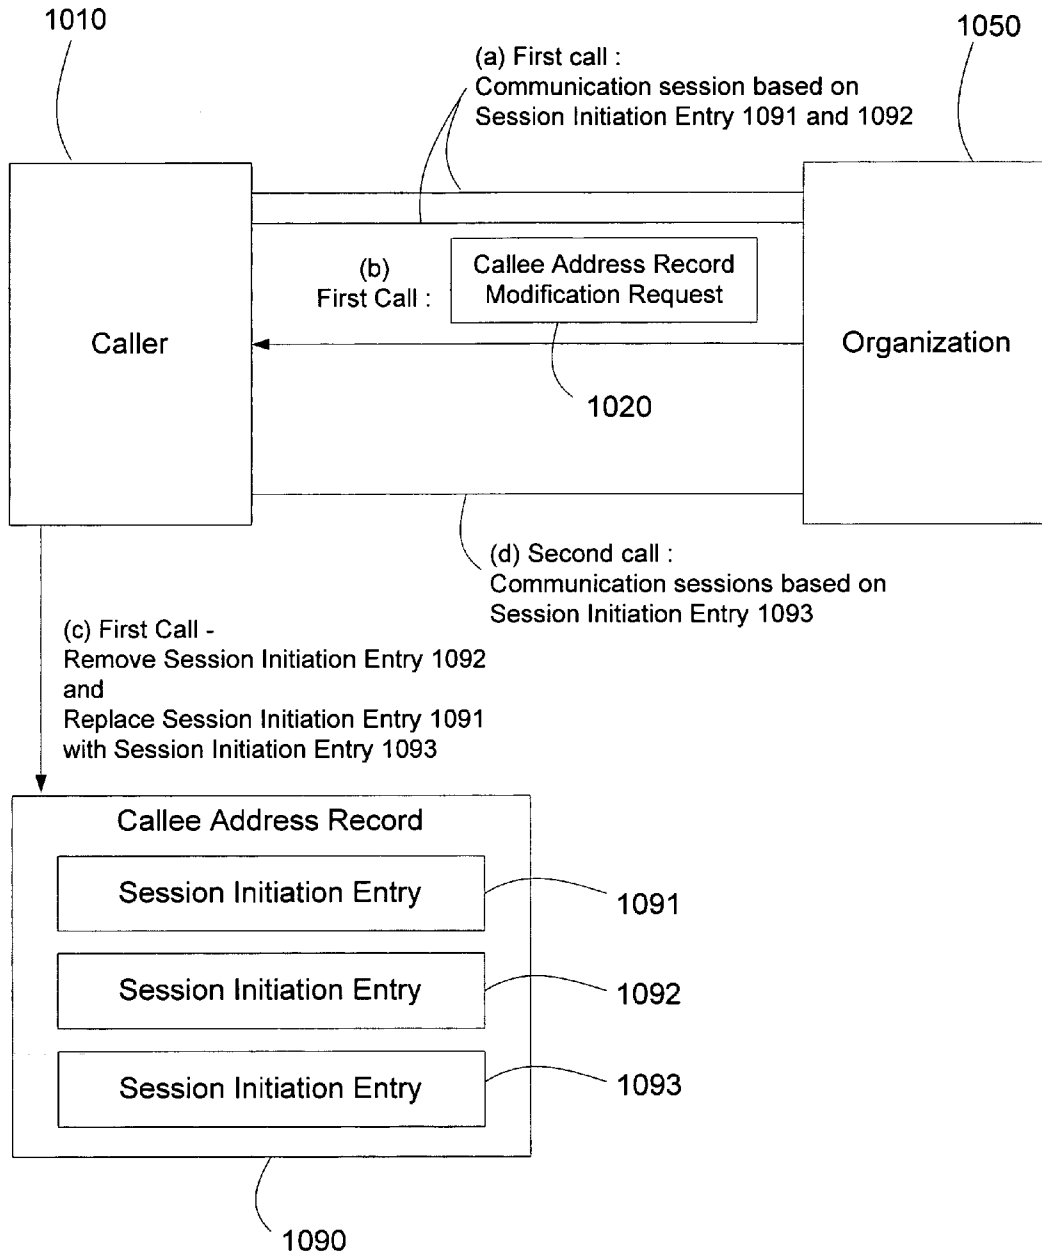 1010
1050
(a) First call :
Communication session based on
Session Initiation Entry 1091 and 1092
(b)
First Call :
Callee Address Record
Modification Request
Caller
Organization
1020
(d) Second call :
Communication sessions based on
Session Initiation Entry 1093
(c) First Call -
Remove Session Initiation Entry 1092
and
Replace Session Initiation Entry 1091
with Session Initiation Entry 1093
Callee Address Record
Session Initiation Entry
1091
Session Initiation Entry
1092
Session Initiation Entry
1093
1090